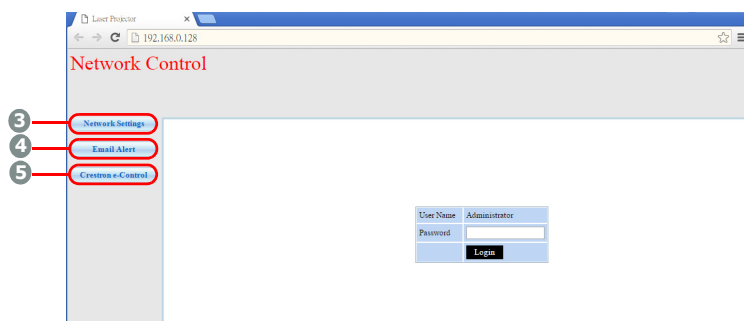 Laser Projector
192.168.0.128
Network Control
3 Network Settings
4 Email Alert
5 Crestron e-Control
User Name Administrator
Password
Login